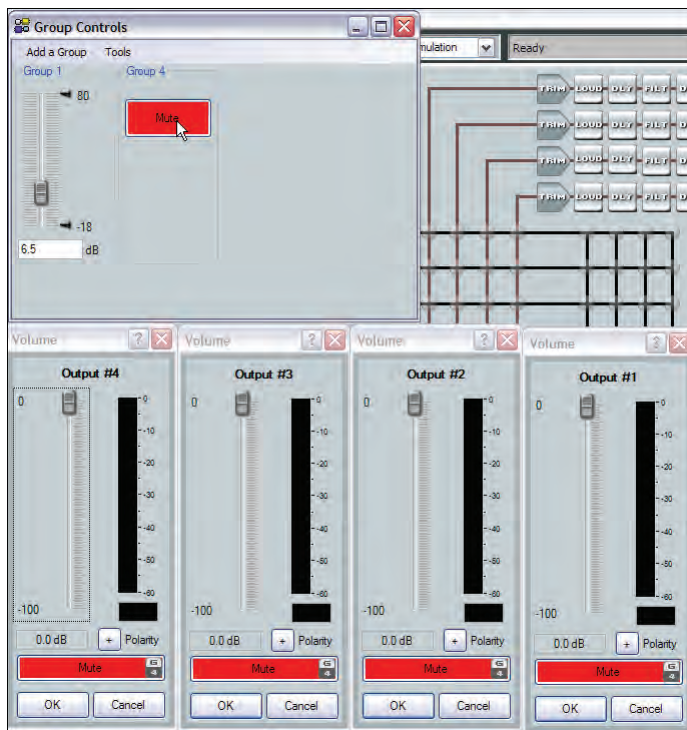 Group Controls
Add a Group Tools
Group 1 Group 4
80
Mute
-18
6.5 dB
mulation Ready
TRIM LOUD DLY FILT
TRIM LOUD DLY FILT
TRIM LOUD DLY FILT
TRIM LOUD DLY FILT
Volume ?
Output #4
0 0
-10
-20
-30
-40
-50
-60
-100
0.0 dB + Polarity
Mute G 4
OK Cancel
Volume ?
Output #3
0 0
-10
-20
-30
-40
-50
-60
-100
0.0 dB + Polarity
Mute G 4
OK Cancel
Volume ?
Output #2
0 0
-10
-20
-30
-40
-50
-60
-100
0.0 dB + Polarity
Mute G 4
OK Cancel
Volume ?
Output #1
0 0
-10
-20
-30
-40
-50
-60
-100
0.0 dB + Polarity
Mute G 4
OK Cancel